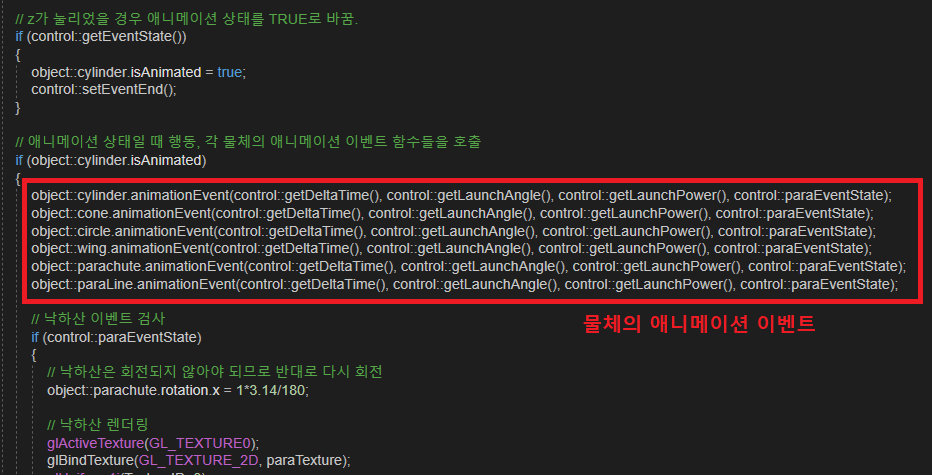 // z가 눌리었을 경우 애니메이션 상태를 TRUE로 바꿈.
if (control::getEventState())
{
object::cylinder.isAnimated = true;
control::setEventEnd();
}
// 애니메이션 상태일 때 행동, 각 물체의 애니메이션 이벤트 함수들을 호출
if (object::cylinder.isAnimated)
{
object::cylinder.animationEvent(control::getDeltaTime(), control::getLaunchAngle(), control::getLaunchPower(), control::paraEventState);
object::cone.animationEvent(control::getDeltaTime(), control::getLaunchAngle(), control::getLaunchPower(), control::paraEventState);
object::circle.animationEvent(control::getDeltaTime(), control::getLaunchAngle(), control::getLaunchPower(), control::paraEventState);
object::wing.animationEvent(control::getDeltaTime(), control::getLaunchAngle(), control::getLaunchPower(), control::paraEventState);
object::parachute.animationEvent(control::getDeltaTime(), control::getLaunchAngle(), control::getLaunchPower(), control::paraEventState);
object::paraLine.animationEvent(control::getDeltaTime(), control::getLaunchAngle(), control::getLaunchPower(), control::paraEventState);
물체의 애니메이션 이벤트
// 낙하산 이벤트 검사
if (control::paraEventState)
{
// 낙하산은 회전되지 않아야 되므로 반대로 다시 회전
object::parachute.rotation.x = 1*3.14/180;
// 낙하산 렌더링
glActiveTexture(GL_TEXTURE0);
glBindTexture(GL_TEXTURE_2D, paraTexture);